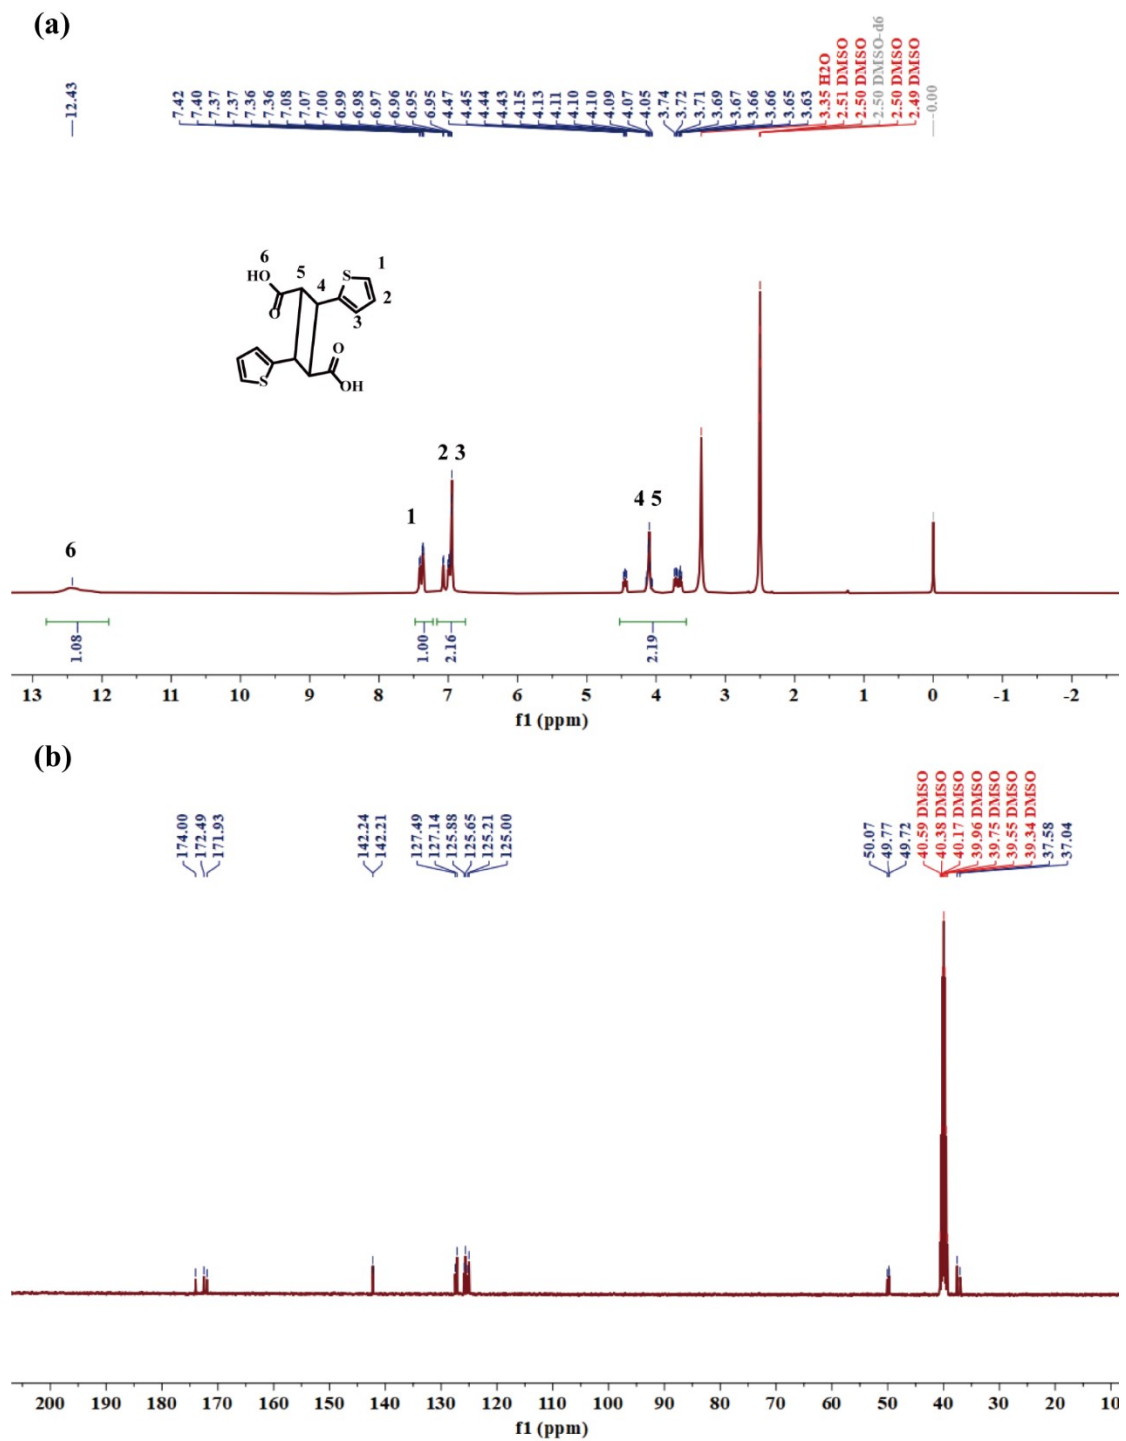 (a)
-12.43
7.42
7.40
7.37
7.37
7.36
7.36
7.08
7.07
7.00
6.99
6.98
6.97
6.96
6.95
6.95
4.47
4.45
4.44
4.43
4.15
4.13
4.11
4.10
4.10
4.09
4.07
4.05
3.74
3.72
3.71
3.69
3.67
3.66
3.66
3.65
3.63
3.35 H2O
2.51 DMSO
2.50 DMSO
2.50 DMSO-d6
2.50 DMSO
2.49 DMSO
-0.00
6
5
1
HO
S
4
2
O
3
O
S
OH
2 3
4 5
1
6
1.08
1.00
2.16
2.19
13 12 11 10 9 8 7 6 5 4 3 2 1 0 -1 -2
f1 (ppm)
(b)
174.00
172.49
171.93
142.24
142.21
127.49
127.14
125.88
125.65
125.21
125.00
50.07
49.77
49.72
40.59 DMSO
40.38 DMSO
40.17 DMSO
39.96 DMSO
39.75 DMSO
39.55 DMSO
39.34 DMSO
37.58
37.04
200 190 180 170 160 150 140 130 120 110 100 90 80 70 60 50 40 30 20 10
f1 (ppm)